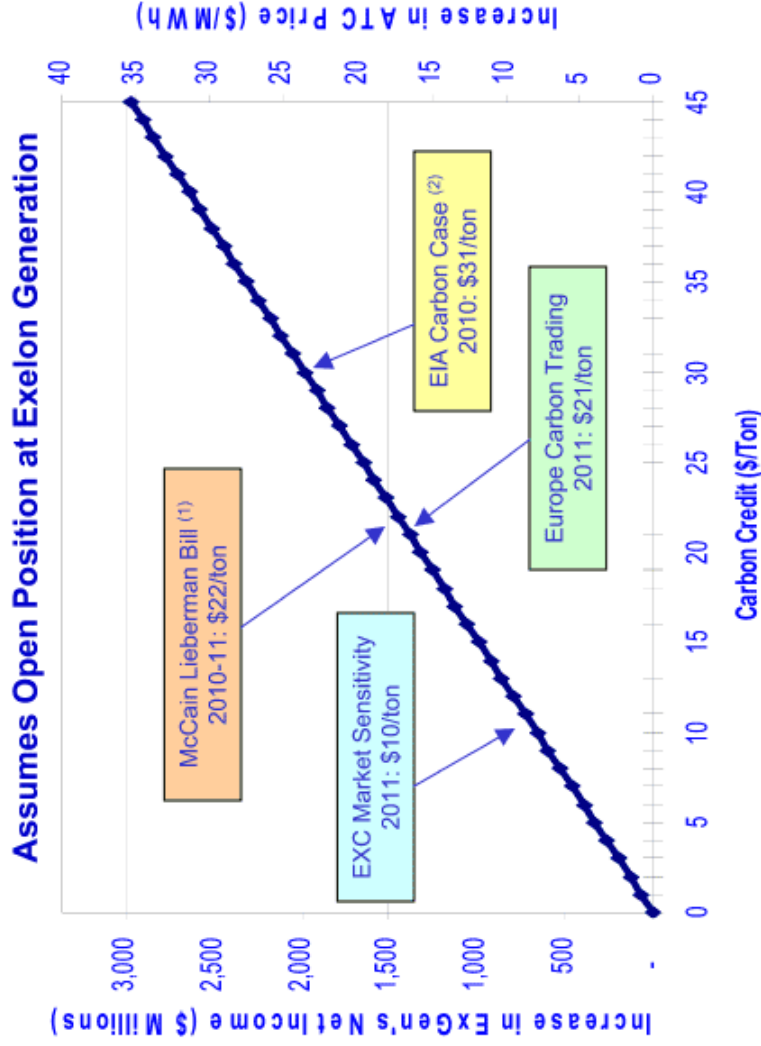 Assumes Open Position at Exelon Generation
Increase in ExGen's Net Income ($ Millions)
3,000
2,500
2,000
1,500
1,000
500
-
McCain Lieberman Bill (1)
2010-11: $22/ton
EXC Market Sensitivity
2011: $10/ton
EIA Carbon Case (2)
2010: $31/ton
Europe Carbon Trading
2011: $21/ton
40
35
30
25
20
15
10
5
0
Increase in ATC Price ($/MWh)
0 5 10 15 20 25 30 35 40 45
Carbon Credit ($/Ton)